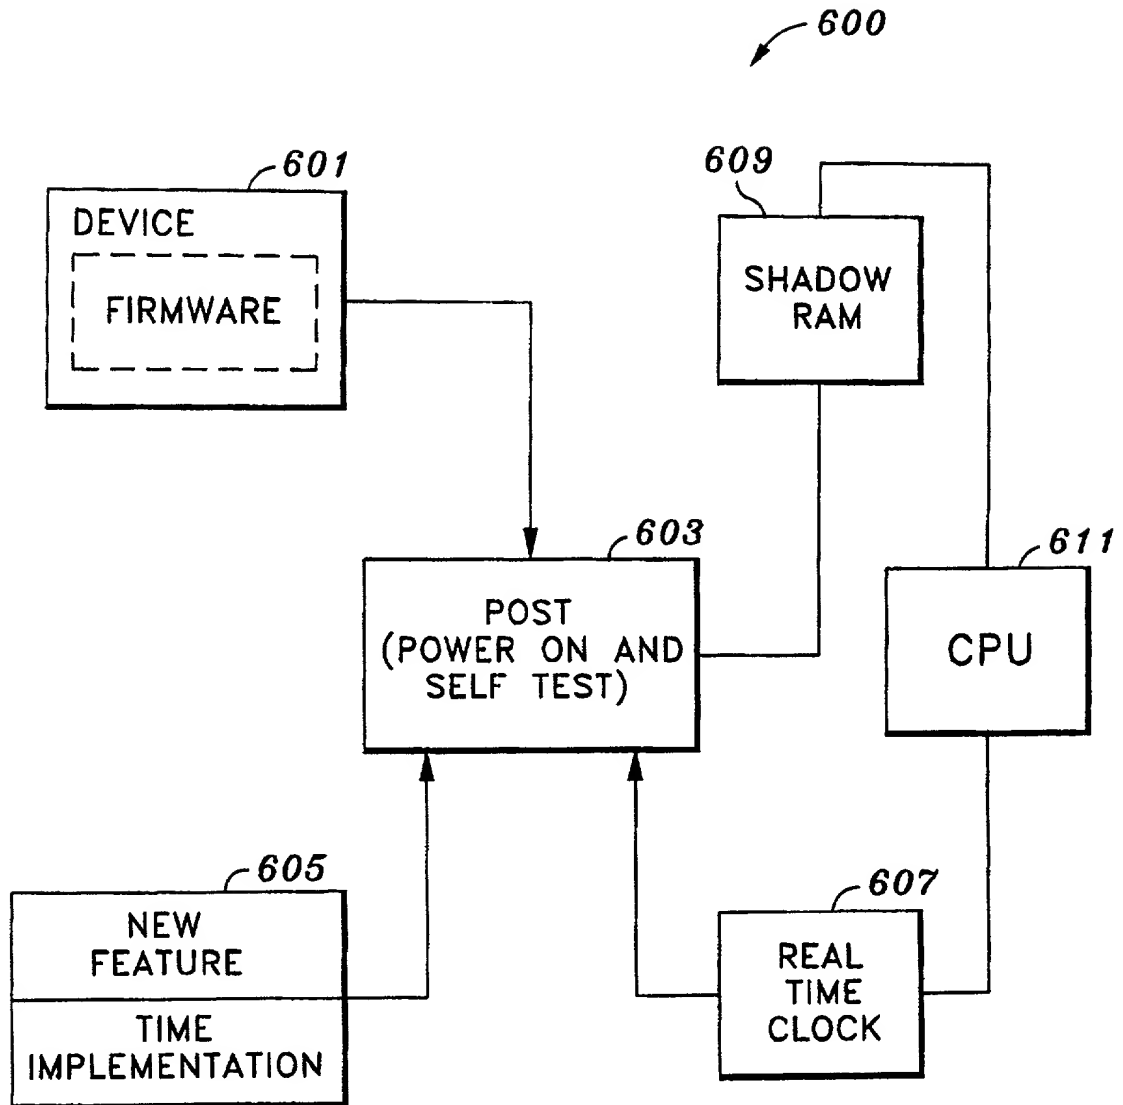 600
601
DEVICE
FIRMWARE
609
SHADOW
RAM
603
POST
(POWER ON AND
SELF TEST)
611
CPU
605
NEW
FEATURE
TIME
IMPLEMENTATION
607
REAL
TIME
CLOCK